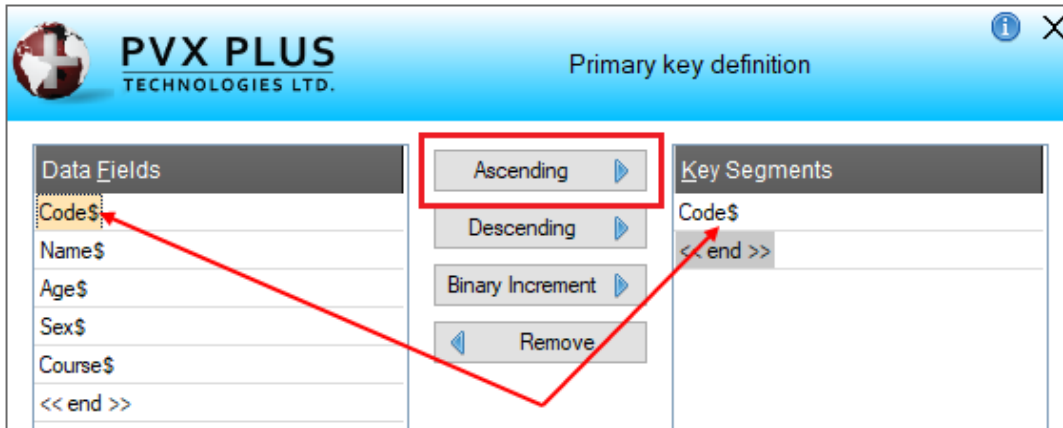 PVX PLUS
TECHNOLOGIES LTD.
Primary key definition
Data Fields
Code$
Name$
Age$
Sex$
Course$
<< end >>
Ascending
Descending
Binary Increment
Remove
Key Segments
Code$
<< end >>